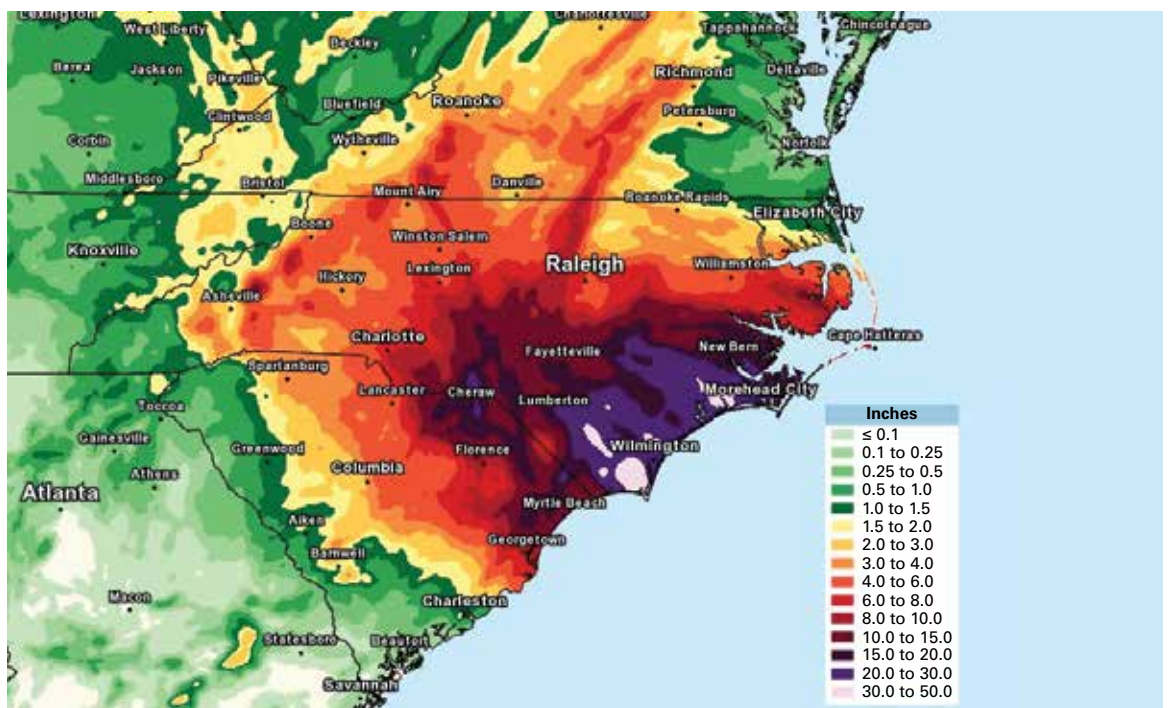 Lexington
Charlottesville
West Liberty
Tappahannock
Chincoteague
Beckley
Berea
Jackson
Pikeville
Richmond
Deltaville
Bluefield
Roanoke
Clintwood
Petersburg
Corbin
Wytheville
Norfolk
Middlesboro
Bristol
Mount Airy
Danville
Roanoke Rapids
Elizabeth City
Boone
Knoxville
Winston Salem
Hickory
Lexington
Raleigh
Williamston
Asheville
Charlotte
Fayetteville
New Bern
Cape Hatteras
Spartanburg
Lancaster
Cheraw
Lumberton
Morehead City
Toccoa
Gainesville
Greenwood
Florence
Wilmington
Athens
Columbia
Atlanta
Myrtle Beach
Aiken
Georgetown
Barnwell
Macon
Charleston
Statesboro
Beaufort
Savannah
Inches
≤ 0.1
0.1 to 0.25
0.25 to 0.5
0.5 to 1.0
1.0 to 1.5
1.5 to 2.0
2.0 to 3.0
3.0 to 4.0
4.0 to 6.0
6.0 to 8.0
8.0 to 10.0
10.0 to 15.0
15.0 to 20.0
20.0 to 30.0
30.0 to 50.0